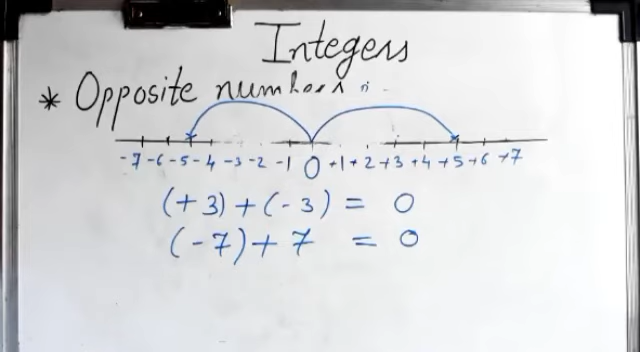 Integers
* Opposite numbers :
-7 -6 -5 -4 -3 -2 -1 0 +1 +2 +3 +4 +5 +6 +7
(+3) + (-3) = 0
(-7) + 7 = 0